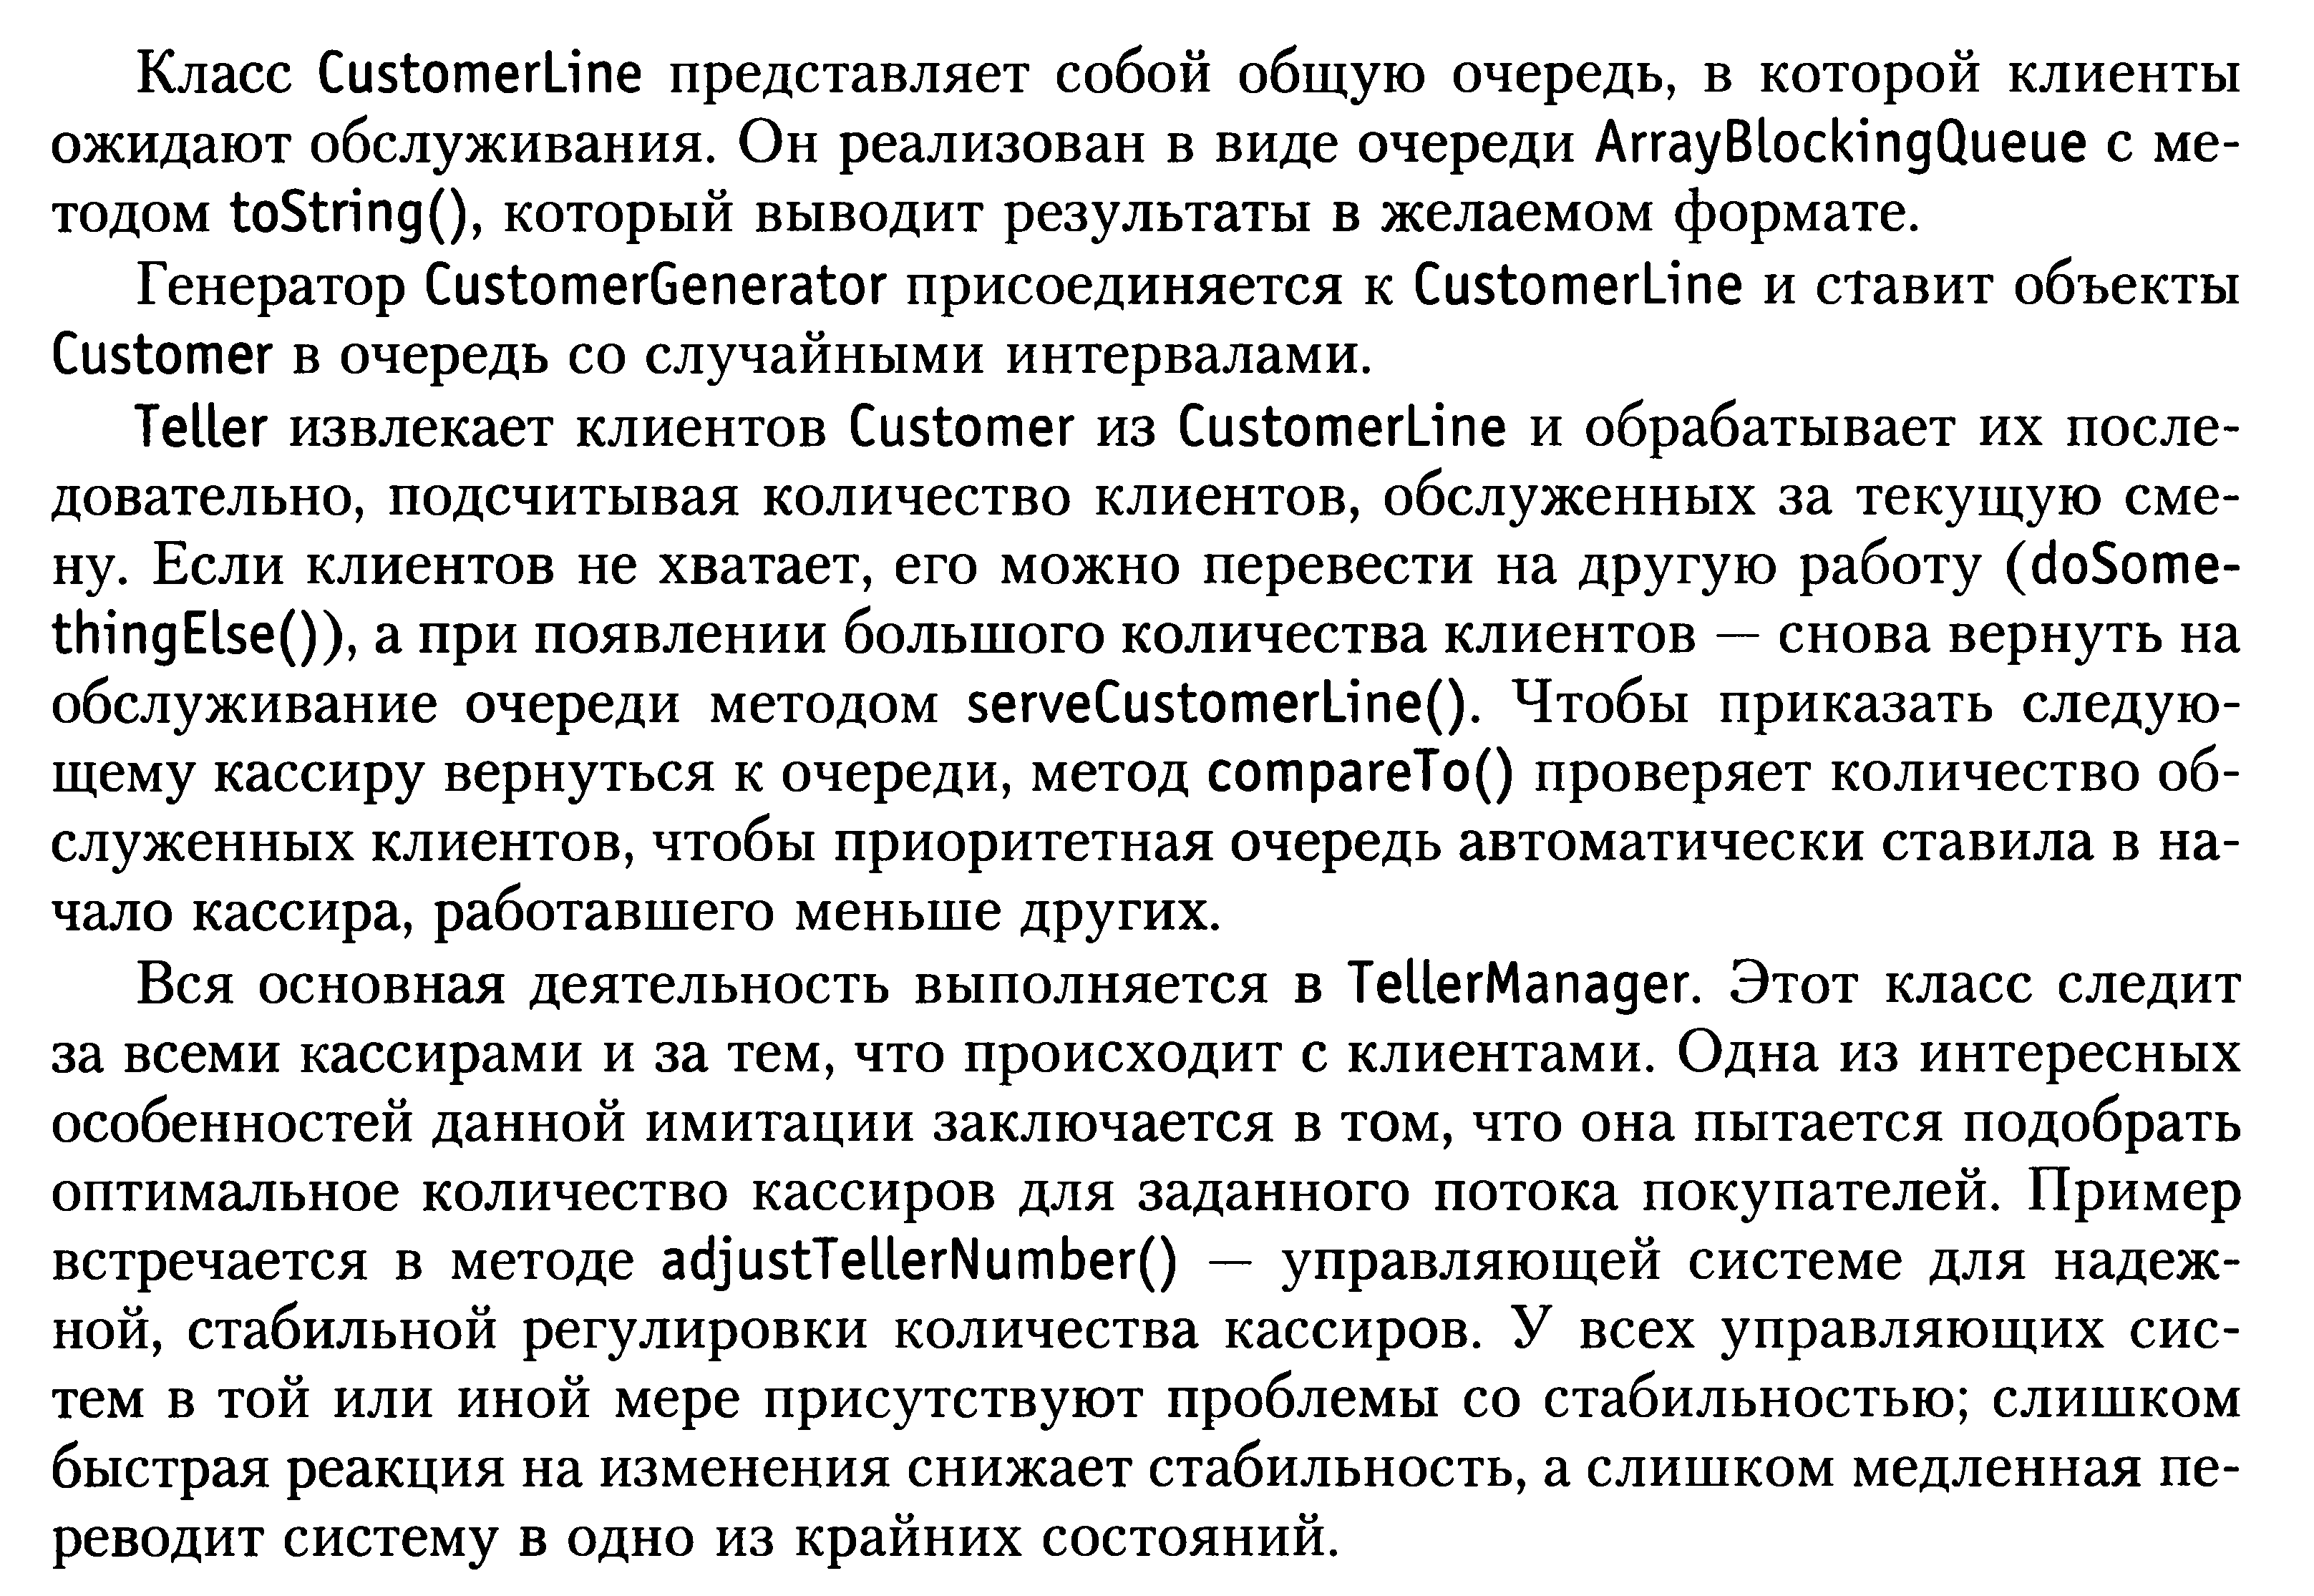 Класс CustomerLine представляет собой общую очередь, в которой клиенты
ожидают обслуживания. Он реализован в виде очереди ArrayBlockingQueue с ме-
тодом toString(), который выводит результаты в желаемом формате.
Генератор CustomerGenerator присоединяется к CustomerLine и ставит объекты
Customer в очередь со случайными интервалами.
Teller извлекает клиентов Customer из CustomerLine и обрабатывает их после-
довательно, подсчитывая количество клиентов, обслуженных за текущую сме-
ну. Если клиентов не хватает, его можно перевести на другую работу (doSome-
thingElse()), а при появлении большого количества клиентов — снова вернуть на
обслуживание очереди методом serveCustomerLine(). Чтобы приказать следую-
щему кассиру вернуться к очереди, метод compareTo() проверяет количество об-
служенных клиентов, чтобы приоритетная очередь автоматически ставила в на-
чало кассира, работавшего меньше других.
Вся основная деятельность выполняется в TellerManager. Этот класс следит
за всеми кассирами и за тем, что происходит с клиентами. Одна из интересных
особенностей данной имитации заключается в том, что она пытается подобрать
оптимальное количество кассиров для заданного потока покупателей. Пример
встречается в методе adjustTellerNumber() — управляющей системе для надеж-
ной, стабильной регулировки количества кассиров. У всех управляющих сис-
тем в той или иной мере присутствуют проблемы со стабильностью; слишком
быстрая реакция на изменения снижает стабильность, а слишком медленная пе-
реводит систему в одно из крайних состояний.